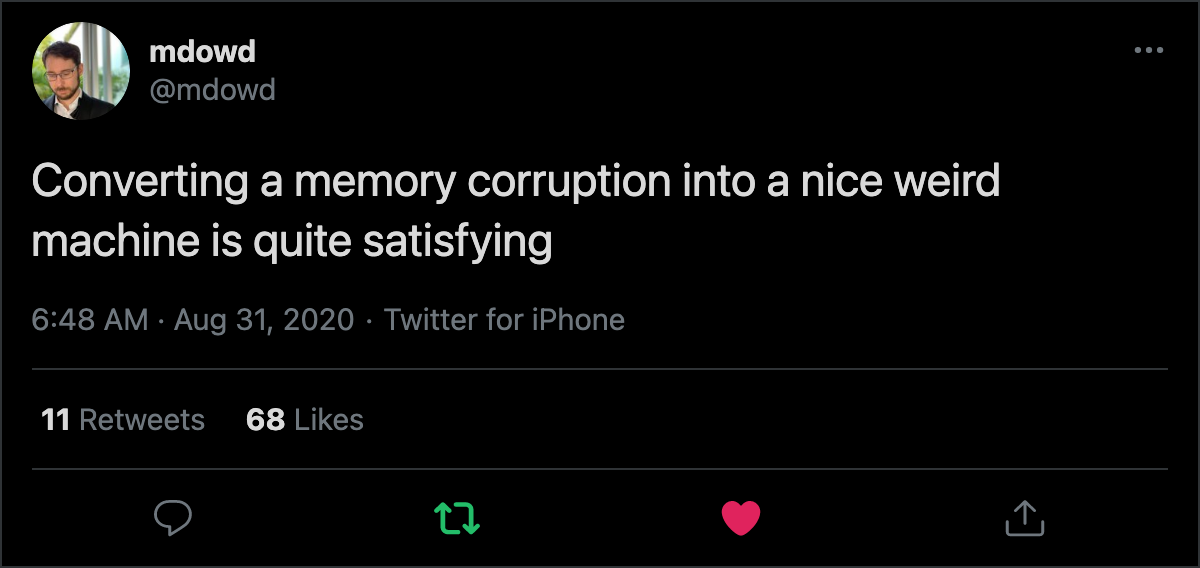 mdowd
@mdowd
Converting a memory corruption into a nice weird
machine is quite satisfying
6:48 AM · Aug 31, 2020 · Twitter for iPhone
11 Retweets 68 Likes